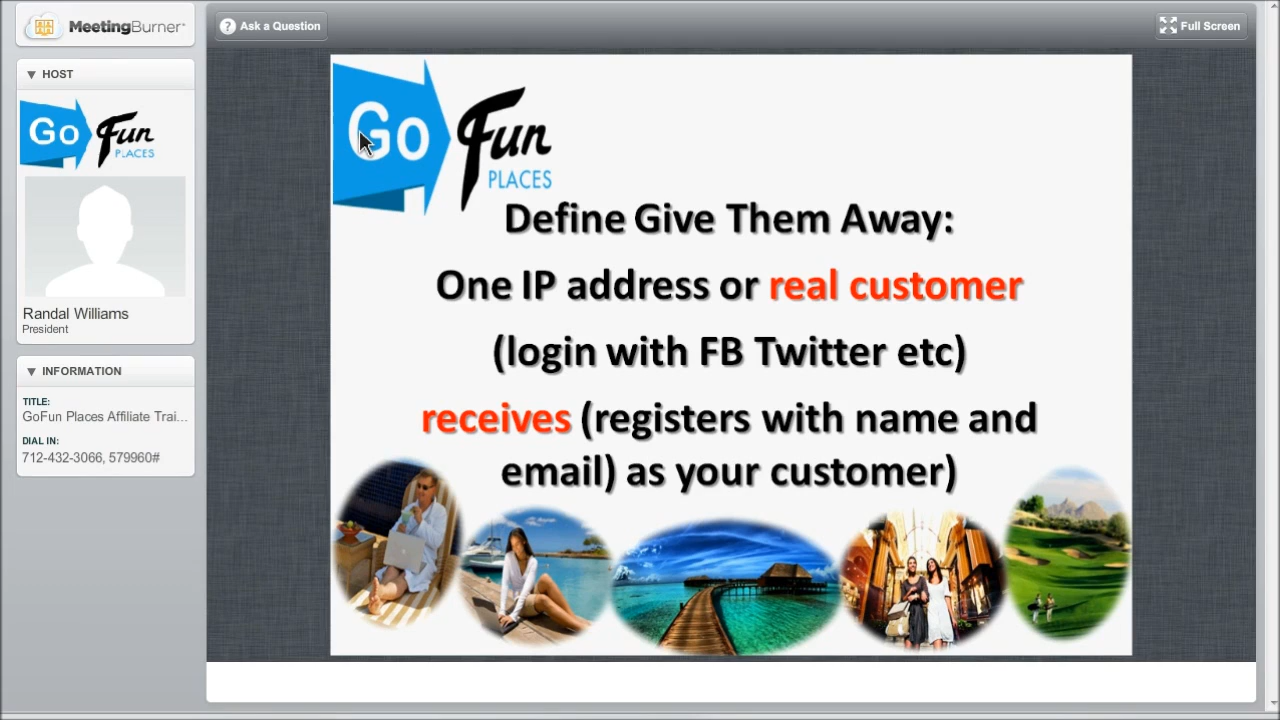 MeetingBurner
Ask a Question
Full Screen
HOST
Go Fun
PLACES
Randal Williams
President
INFORMATION
TITLE:
GoFun Places Affiliate Trai...
DIAL IN:
712-432-3066, 579960#
Go Fun
PLACES
Define Give Them Away:
One IP address or real customer
(login with FB Twitter etc)
receives (registers with name and
email) as your customer)